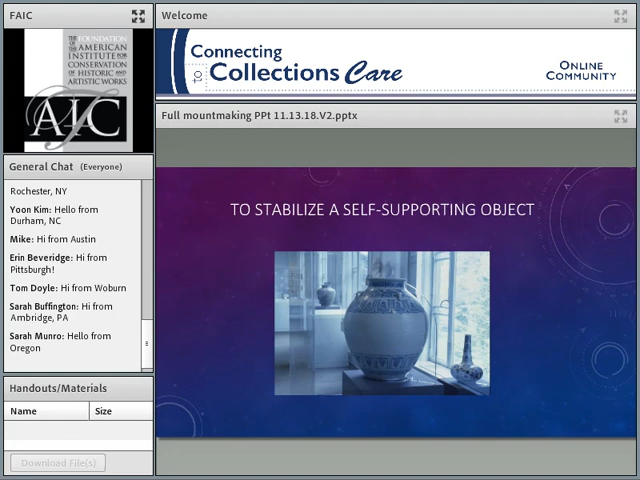 FAIC
THE FOUNDATION
OF THE AMERICAN
INSTITUTE FOR
CONSERVATION
OF HISTORIC AND
ARTISTIC WORKS
AIC
General Chat (Everyone)
Rochester, NY
Yoon Kim: Hello from
Durham, NC
Mike: Hi from Austin
Erin Beveridge: Hi from
Pittsburgh!
Tom Doyle: Hi from Woburn
Sarah Buffington: Hi from
Ambridge, PA
Sarah Munro: Hello from
Oregon
Handouts/Materials
Name Size
Download File(s)
Welcome
Connecting
to Collections Care
ONLINE
COMMUNITY
Full mountmaking PPt 11.13.18.V2.pptx
TO STABILIZE A SELF-SUPPORTING OBJECT